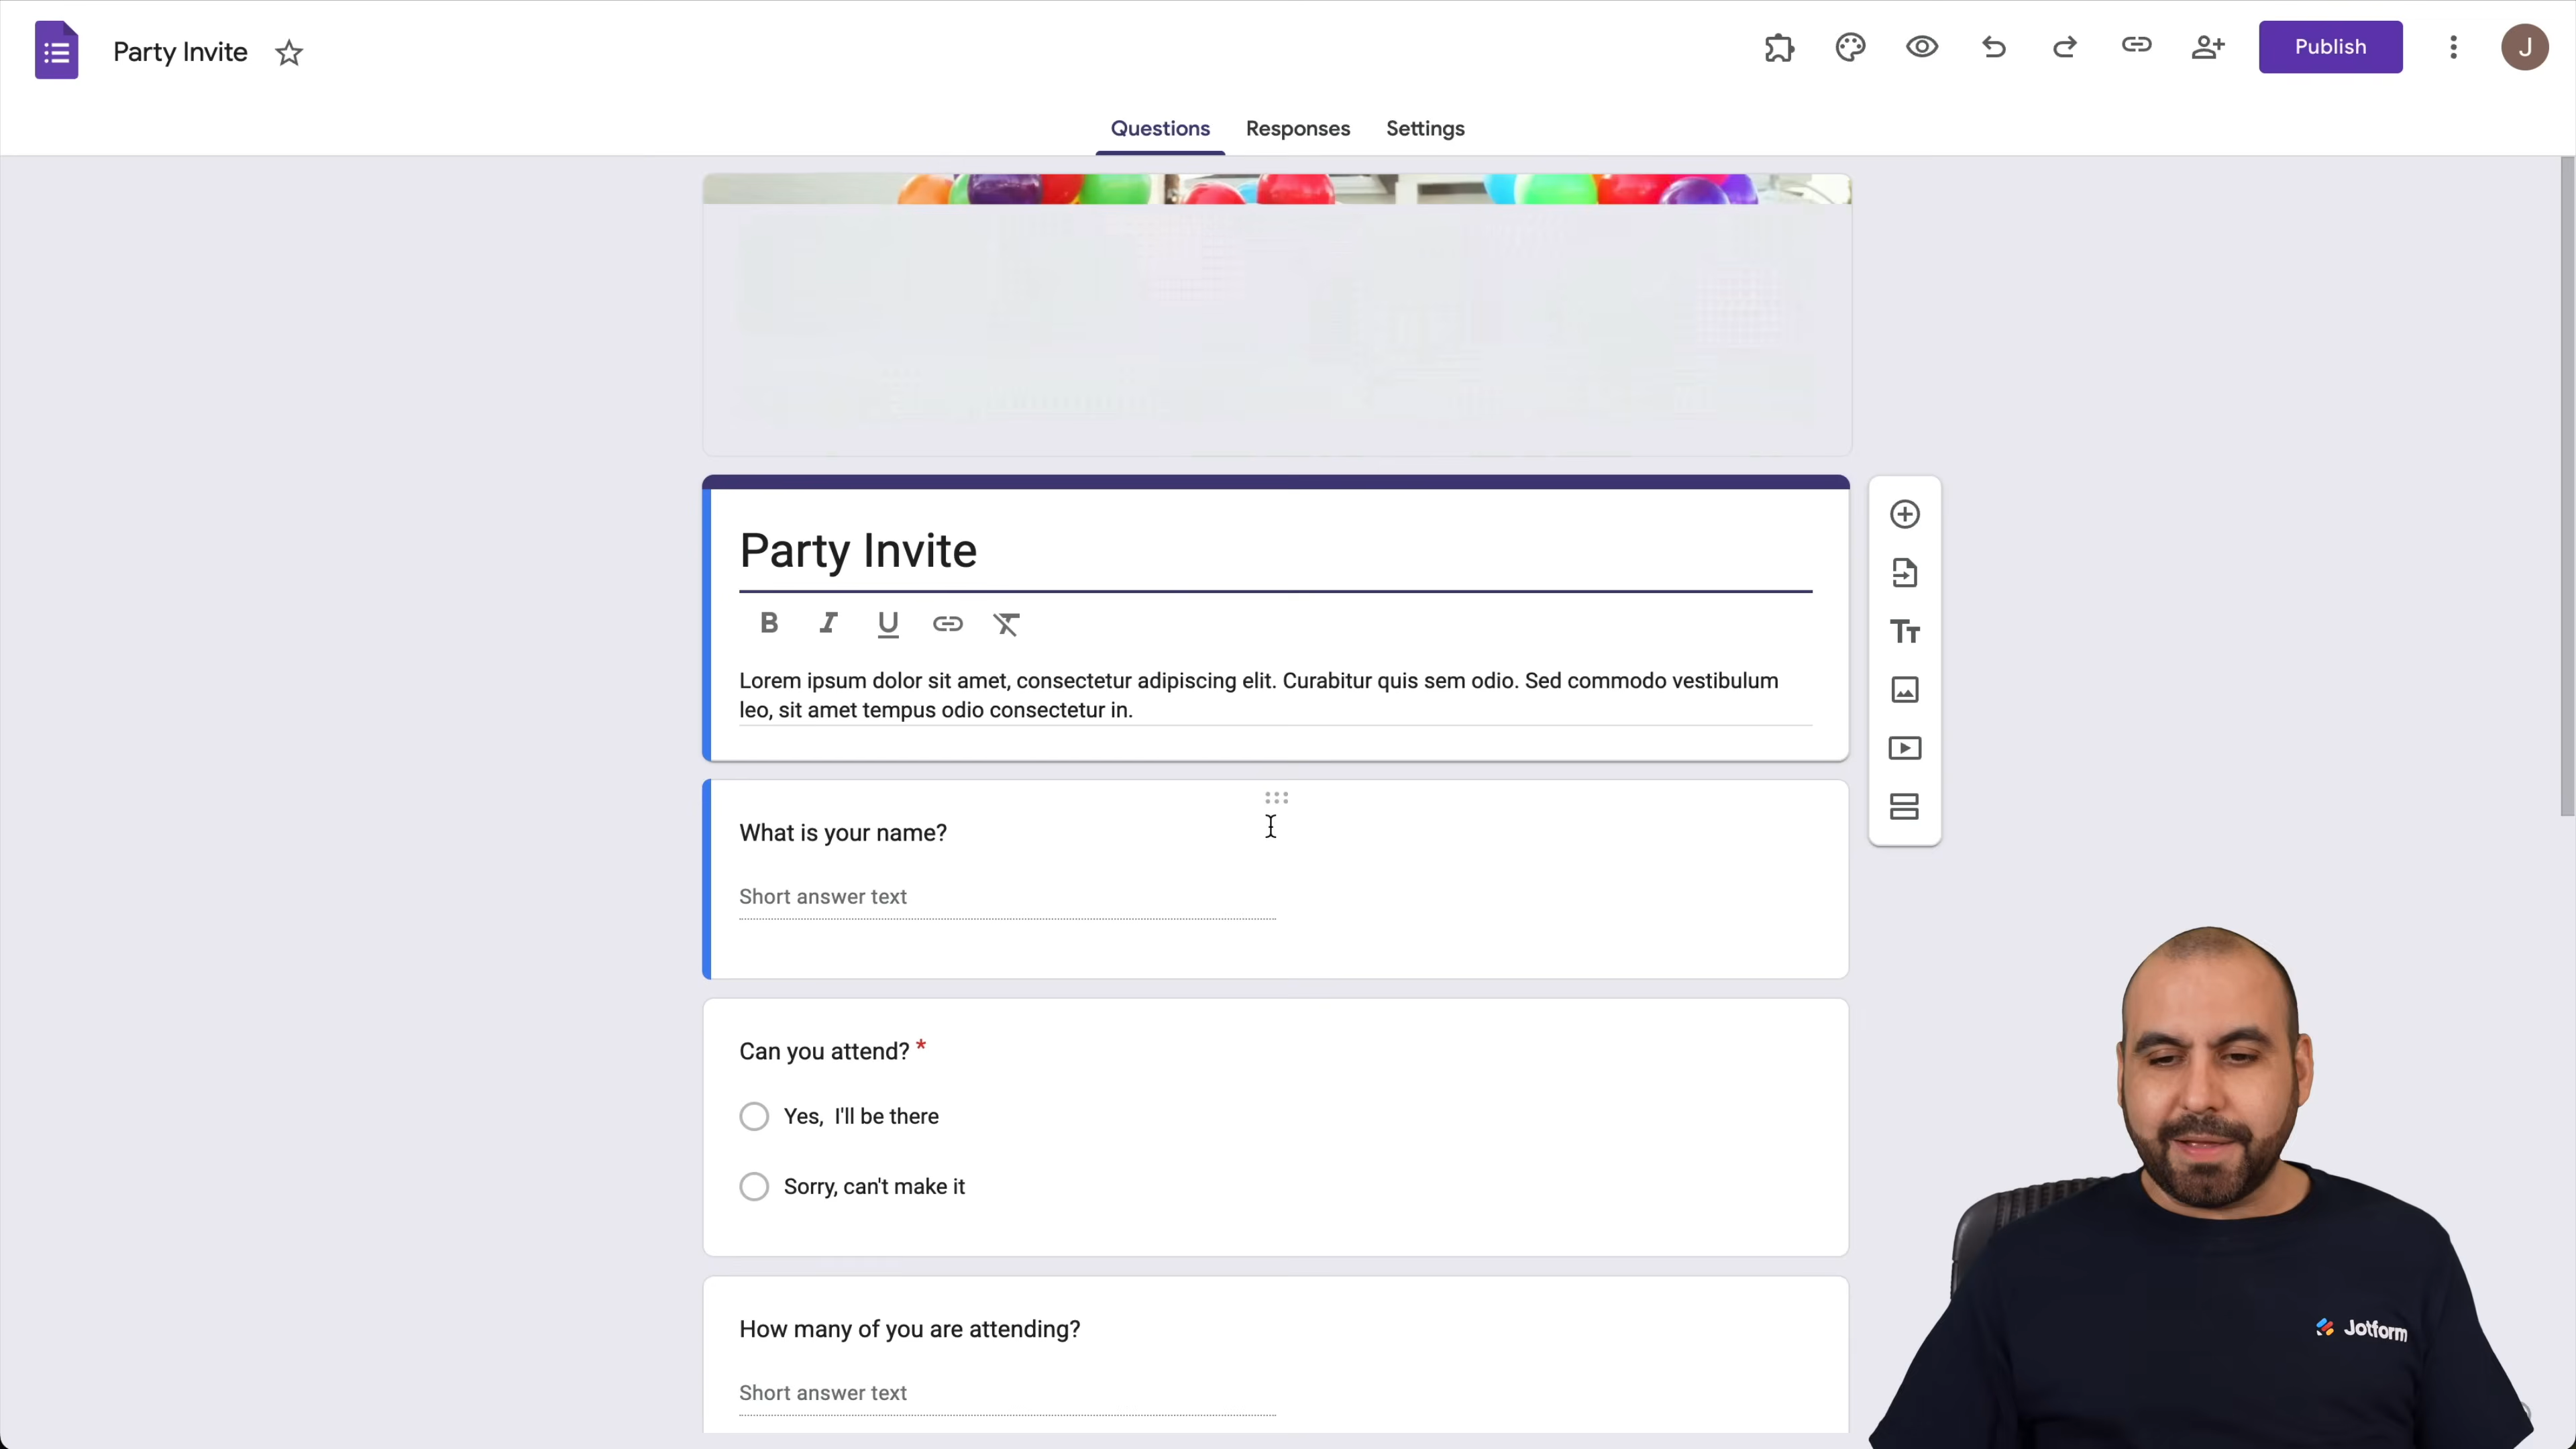 Party Invite
Publish
J
Questions
Responses
Settings
Party Invite
B I U
Lorem ipsum dolor sit amet, consectetur adipiscing elit. Curabitur quis sem odio. Sed commodo vestibulum
leo, sit amet tempus odio consectetur in.
Tт
What is your name?
Short answer text
Can you attend? *
Yes,  I'll be there
Sorry, can't make it
How many of you are attending?
Short answer text
Jotform